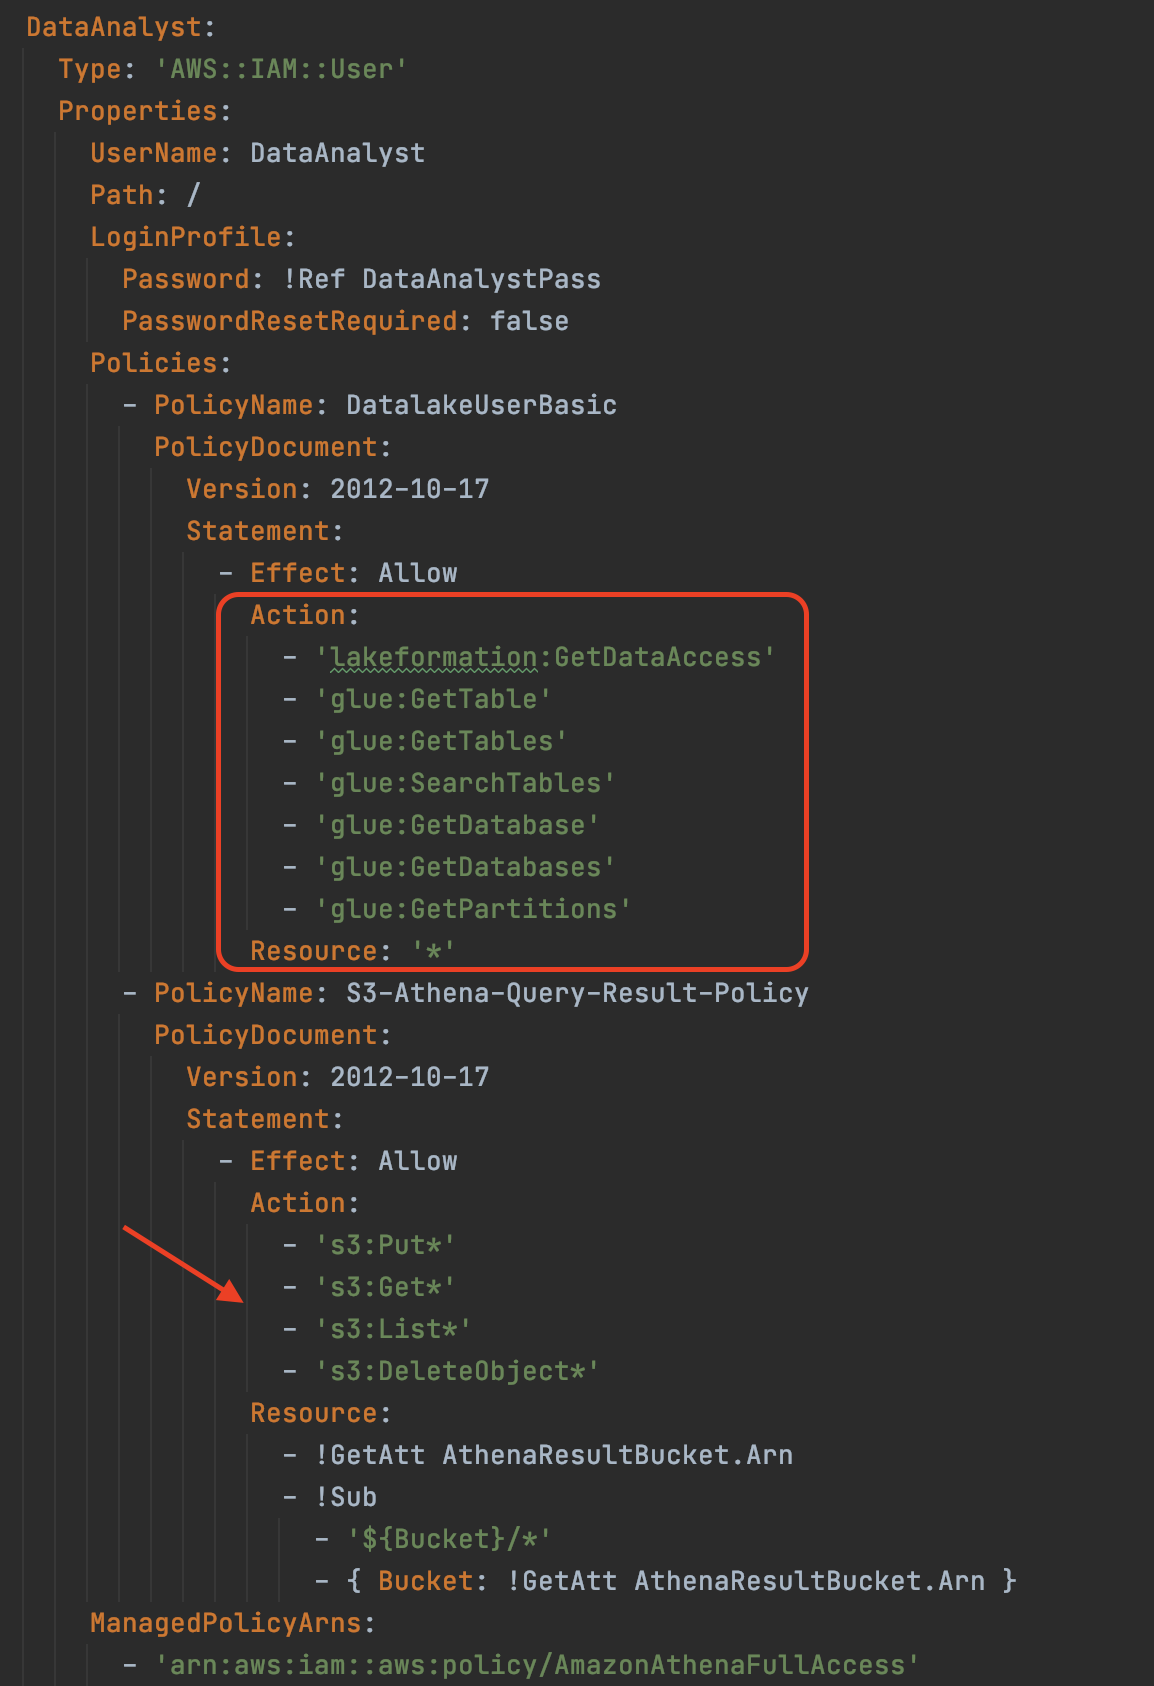 DataAnalyst:
Type: 'AWS::IAM::User'
Properties:
UserName: DataAnalyst
Path: /
LoginProfile:
Password: !Ref DataAnalystPass
PasswordResetRequired: false
Policies:
- PolicyName: DatalakeUserBasic
PolicyDocument:
Version: 2012-10-17
Statement:
- Effect: Allow
Action:
- 'lakeformation:GetDataAccess'
- 'glue:GetTable'
- 'glue:GetTables'
- 'glue:SearchTables'
- 'glue:GetDatabase'
- 'glue:GetDatabases'
- 'glue:GetPartitions'
Resource: '*'
- PolicyName: S3-Athena-Query-Result-Policy
PolicyDocument:
Version: 2012-10-17
Statement:
- Effect: Allow
Action:
- 's3:Put*'
- 's3:Get*'
- 's3:List*'
- 's3:DeleteObject*'
Resource:
- !GetAtt AthenaResultBucket.Arn
- !Sub
- '${Bucket}/*'
- { Bucket: !GetAtt AthenaResultBucket.Arn }
ManagedPolicyArns:
- 'arn:aws:iam::aws:policy/AmazonAthenaFullAccess'